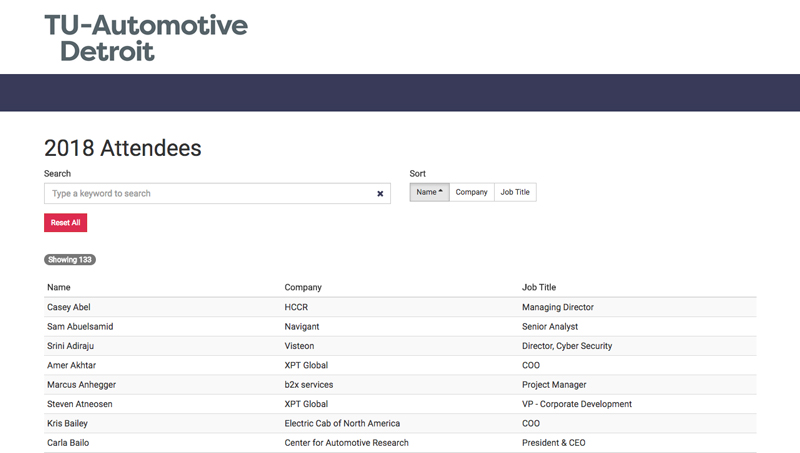 TU-Automotive
Detroit
2018 Attendees
Search Sort
Type a keyword to search Name Company Job Title
Reset All
Showing 133
Name Company Job Title
Casey Abel HCCR Managing Director
Sam Abuelsamid Navigant Senior Analyst
Srini Adiraju Visteon Director, Cyber Security
Amer Akhtar XPT Global COO
Marcus Anhegger b2x services Project Manager
Steven Atneosen XPT Global VP - Corporate Development
Kris Bailey Electric Cab of North America COO
Carla Bailo Center for Automotive Research President & CEO